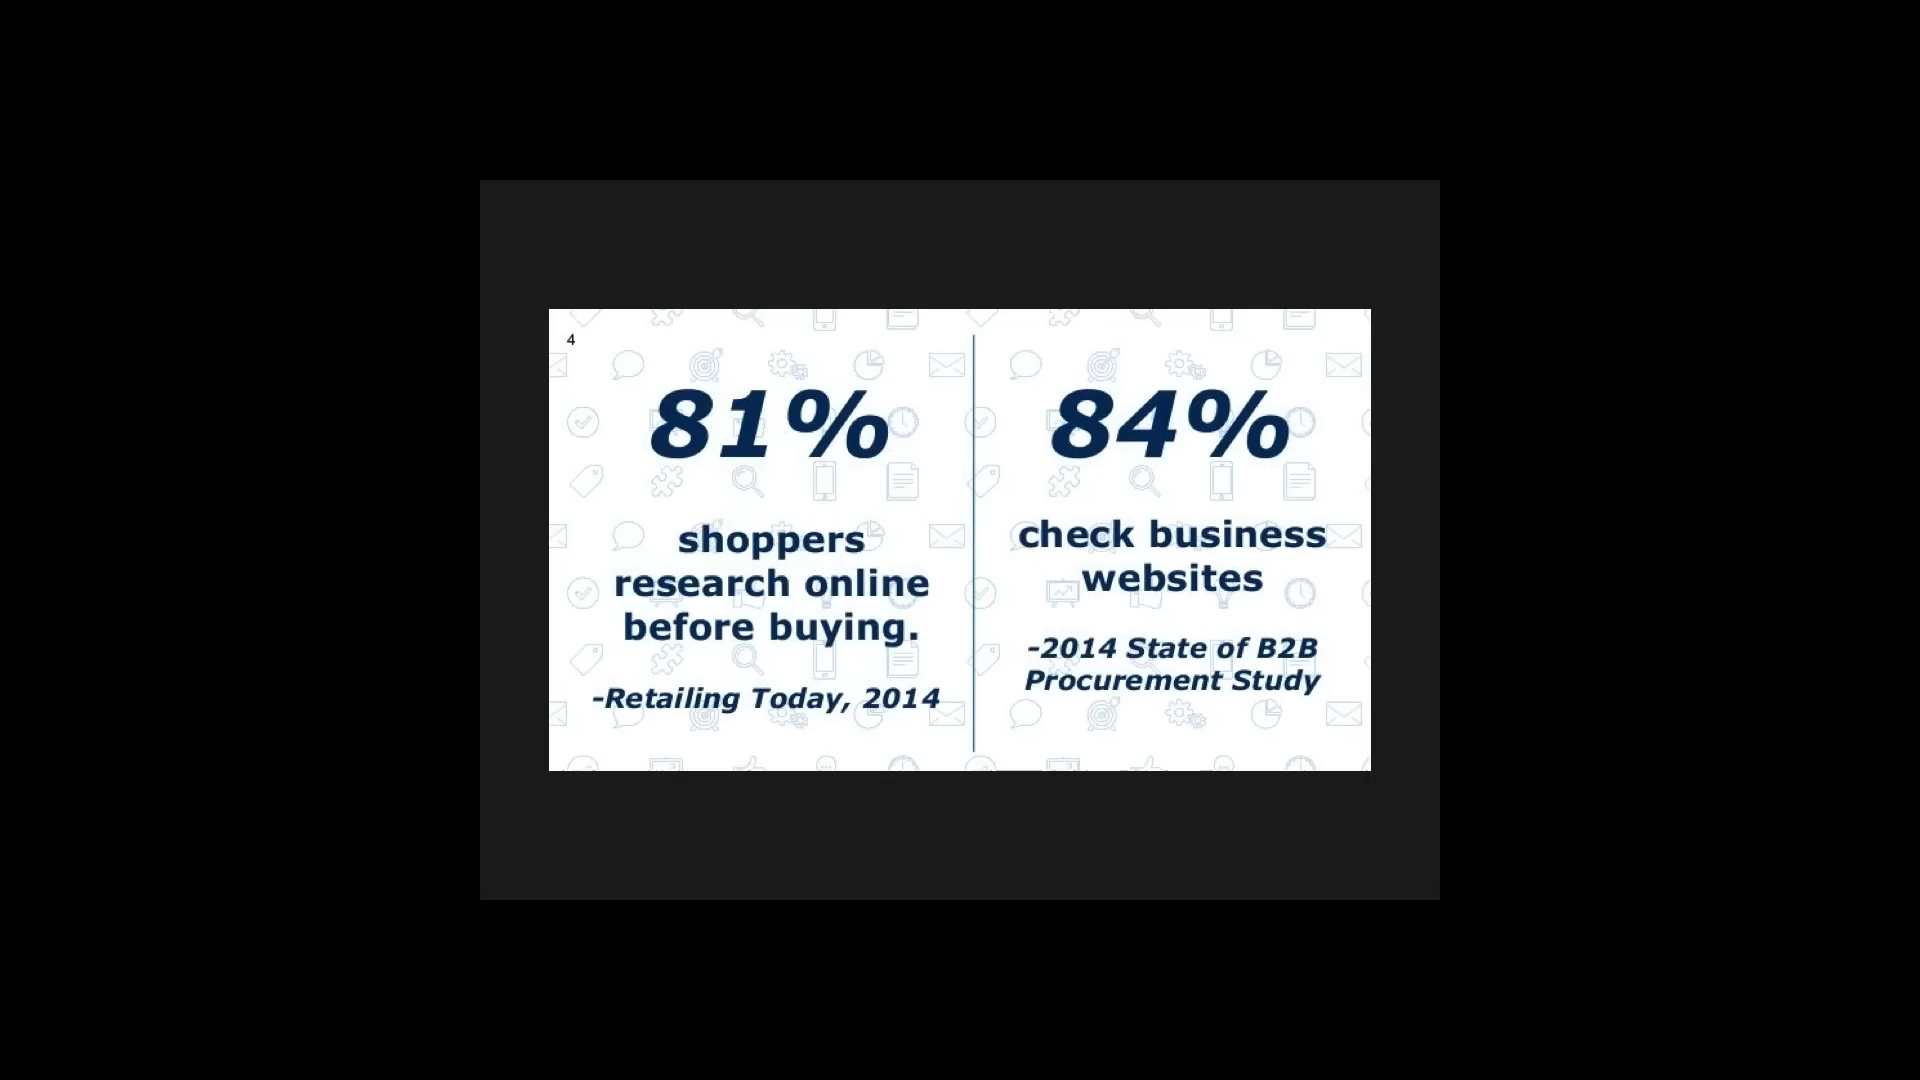 4
81%
shoppers
research online
before buying.
-Retailing Today, 2014
84%
check business
websites
-2014 State of B2B
Procurement Study